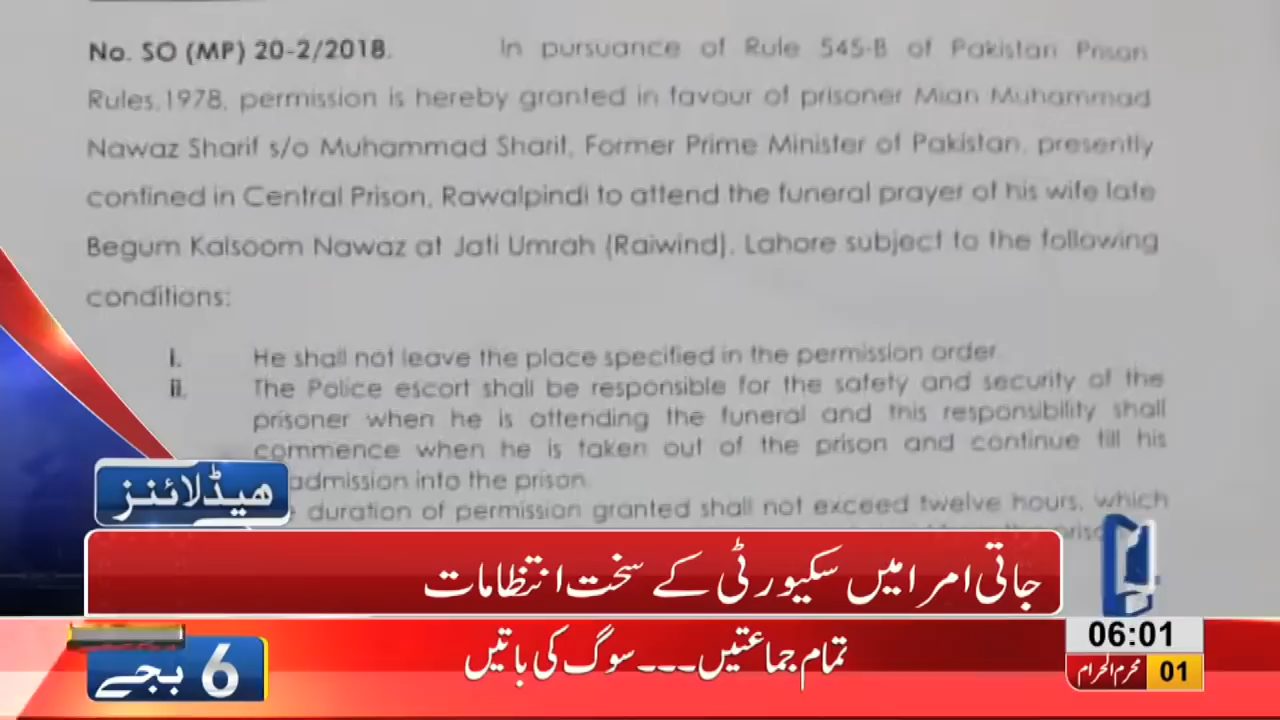 No. SO (MP) 20-2/2018. In pursuance of Rule 545-B of Pakistan Prison
Rules,1978, permission is hereby granted in favour of prisoner Mian Muhammad
Nawaz Sharif s/o Muhammad Sharif, Former Prime Minister of Pakistan, presently
confined in Central Prison, Rawalpindi to attend the funeral prayer of his wife late
Begum Kalsoom Nawaz at Jati Umrah (Raiwind), Lahore subject to the following
conditions:
i. He shall not leave the place specified in the permission order.
ii. The Police escort shall be responsible for the safety and security of the
prisoner when he is attending the funeral and this responsibility shall
commence when he is taken out of the prison and continue till his
admission into the prison.
duration of permission granted shall not exceed twelve hours, which
ھیڈلائنز
جاتی امرا میں سکیورٹی کے سخت انتظامات
تمام جماعتیں۔۔۔سوگ کی باتیں
6 بجے
06:01
محرم الحرام 01